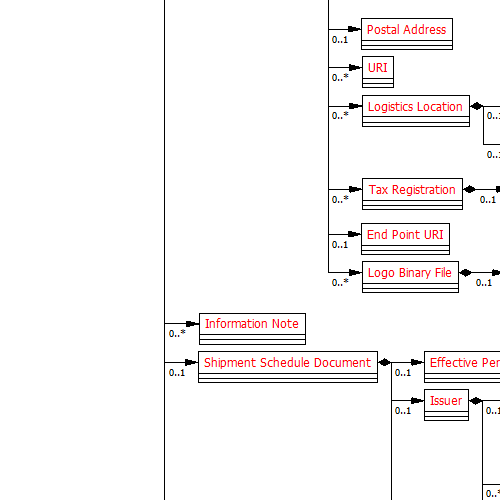 Postal Address
0..1
URI
0..*
Logistics Location
0..*
0..1
Tax Registration
0..*
0..1
End Point URI
0..1
Logo Binary File
0..*
0..1
Information Note
0..*
Shipment Schedule Document
0..1
0..1
Effective
Issuer
0..1
0..*